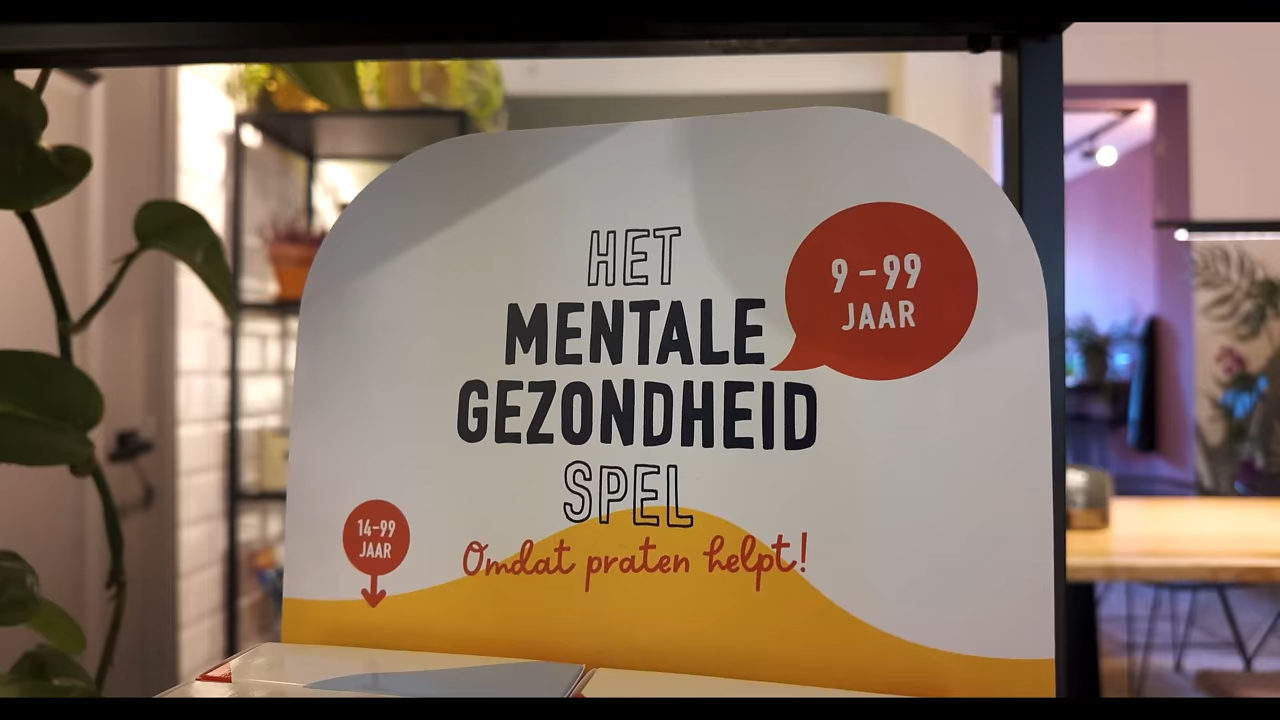 HET
MENTALE
GEZONDHEID
SPEL
Omdat praten helpt!
9-99
JAAR
14-99
JAAR